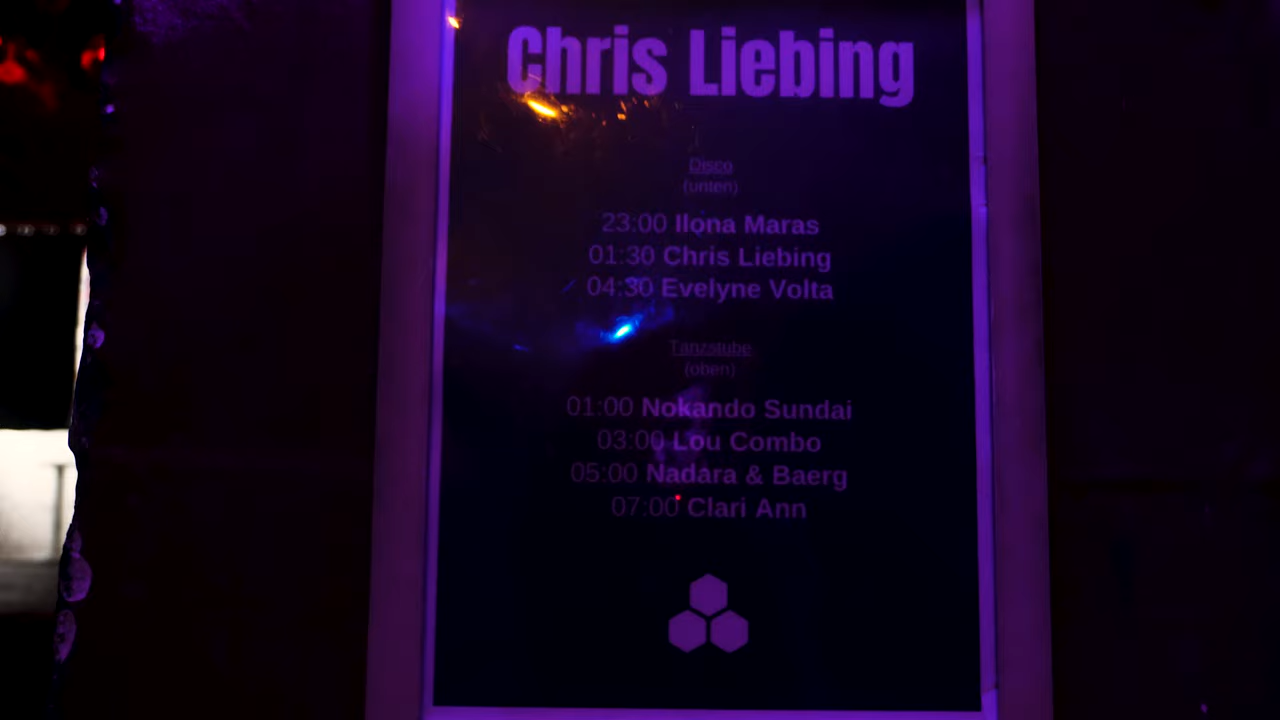 Chris Liebing
Disco
(unten)
23:00 Ilona Maras
01:30 Chris Liebing
04:30 Evelyne Volta
Tanzstube
(oben)
01:00 Nokando Sundai
03:00 Lou Combo
05:00 Nadara & Baerg
07:00 Clari Ann